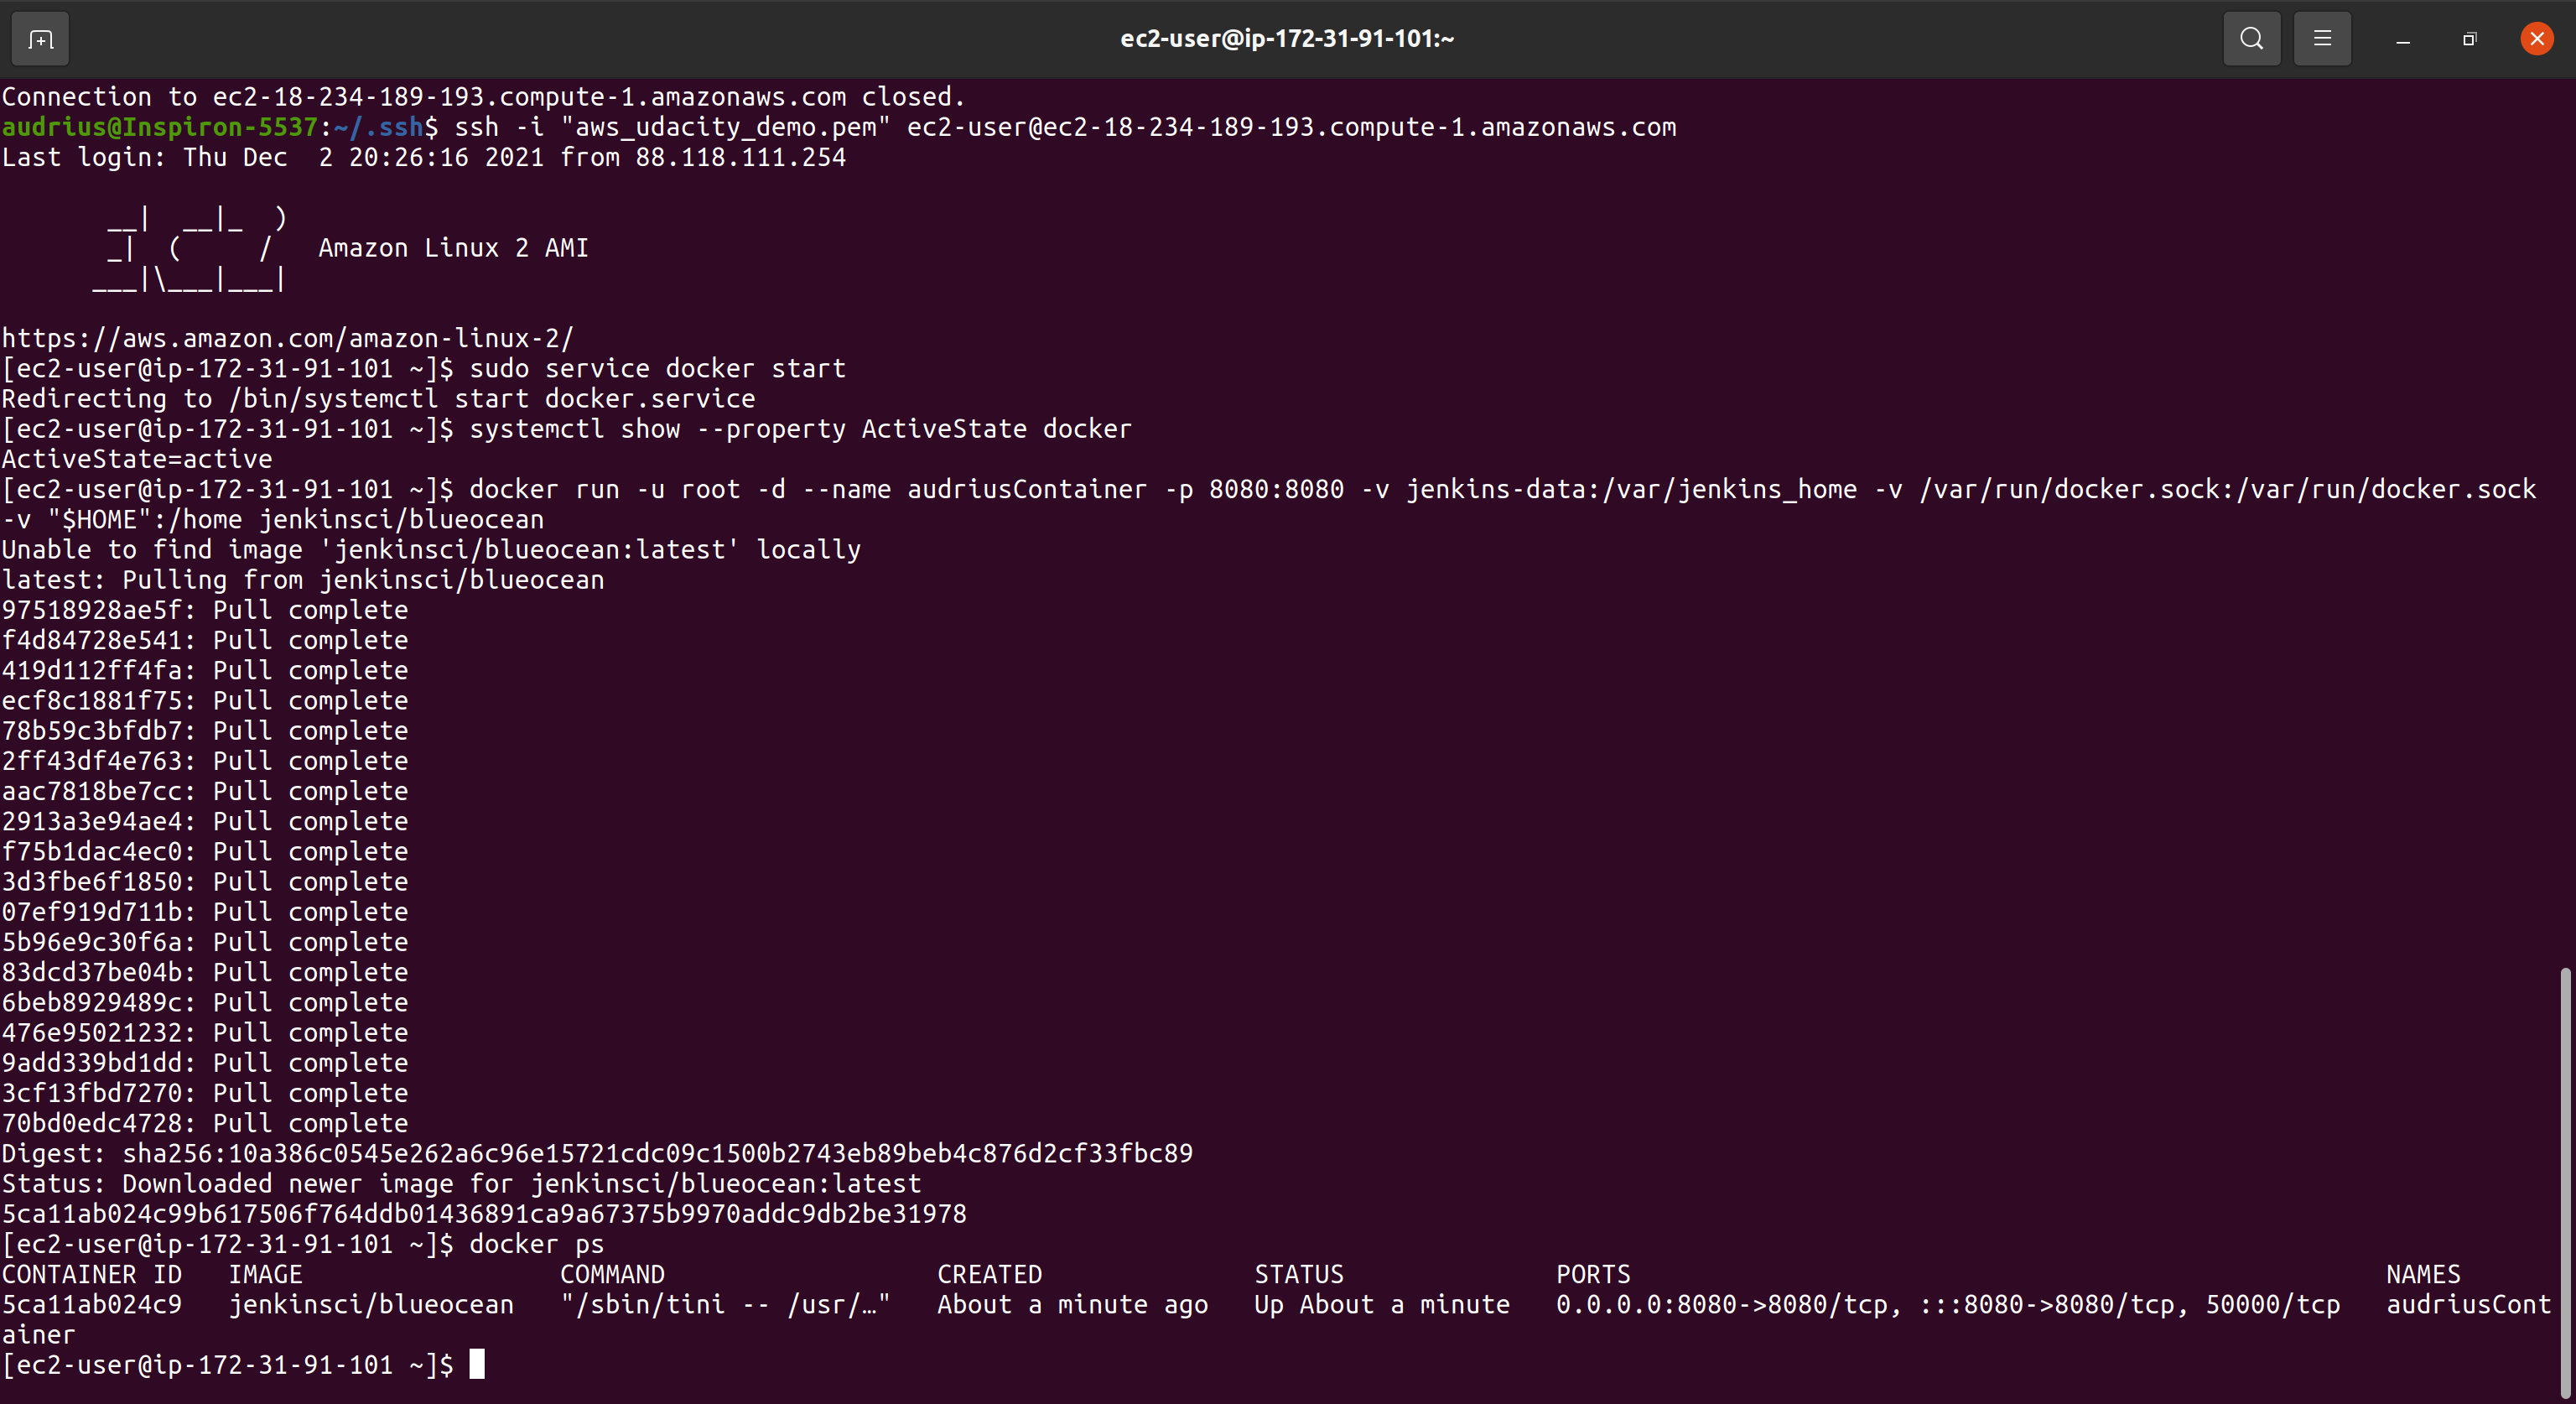 ec2-user@ip-172-31-91-101:~
Connection to ec2-18-234-189-193.compute-1.amazonaws.com closed.
audrius@Inspiron-5537:~/.ssh$ ssh -i "aws_udacity_demo.pem" ec2-user@ec2-18-234-189-193.compute-1.amazonaws.com
Last login: Thu Dec  2 20:26:16 2021 from 88.118.111.254

       __|  __|_  )
       _|  (     /   Amazon Linux 2 AMI
      ___|\___|___|

https://aws.amazon.com/amazon-linux-2/
[ec2-user@ip-172-31-91-101 ~]$ sudo service docker start
Redirecting to /bin/systemctl start docker.service
[ec2-user@ip-172-31-91-101 ~]$ systemctl show --property ActiveState docker
ActiveState=active
[ec2-user@ip-172-31-91-101 ~]$ docker run -u root -d --name audriusContainer -p 8080:8080 -v jenkins-data:/var/jenkins_home -v /var/run/docker.sock:/var/run/docker.sock
-v "$HOME":/home jenkinsci/blueocean
Unable to find image 'jenkinsci/blueocean:latest' locally
latest: Pulling from jenkinsci/blueocean
97518928ae5f: Pull complete
f4d84728e541: Pull complete
419d112ff4fa: Pull complete
ecf8c1881f75: Pull complete
78b59c3bfdb7: Pull complete
2ff43df4e763: Pull complete
aac7818be7cc: Pull complete
2913a3e94ae4: Pull complete
f75b1dac4ec0: Pull complete
3d3fbe6f1850: Pull complete
07ef919d711b: Pull complete
5b96e9c30f6a: Pull complete
83dcd37be04b: Pull complete
6beb8929489c: Pull complete
476e95021232: Pull complete
9add339bd1dd: Pull complete
3cf13fbd7270: Pull complete
70bd0edc4728: Pull complete
Digest: sha256:10a386c0545e262a6c96e15721cdc09c1500b2743eb89beb4c876d2cf33fbc89
Status: Downloaded newer image for jenkinsci/blueocean:latest
5ca11ab024c99b617506f764ddb01436891ca9a67375b9970addc9db2be31978
[ec2-user@ip-172-31-91-101 ~]$ docker ps
CONTAINER ID   IMAGE                 COMMAND                  CREATED              STATUS              PORTS                                                  NAMES
5ca11ab024c9   jenkinsci/blueocean   "/sbin/tini -- /usr/…"   About a minute ago   Up About a minute   0.0.0.0:8080->8080/tcp, :::8080->8080/tcp, 50000/tcp   audriusCont
ainer
[ec2-user@ip-172-31-91-101 ~]$